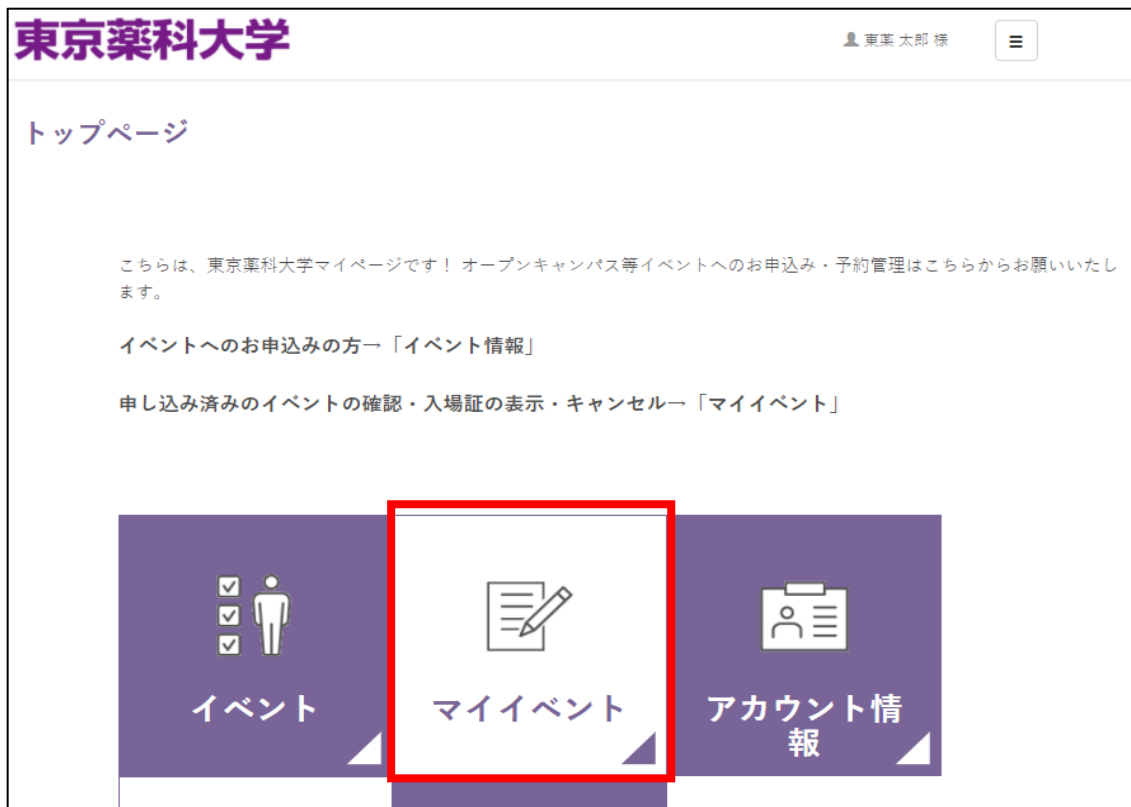 東京薬科大学
東薬 太郎 様
トップページ
こちらは、東京薬科大学マイページです! オープンキャンパス等イベントへのお申込み・予約管理はこちらからお願いいたし
ます。
イベントへのお申込みの方→「イベント情報」
申し込み済みのイベントの確認・入場証の表示・キャンセル→「マイイベント」
イベント
マイイベント
アカウント情
報